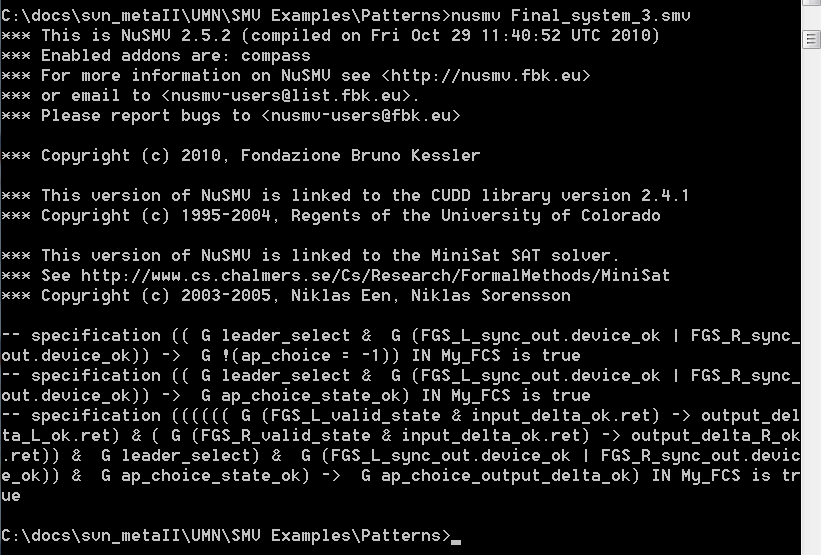 C:\docs\svn_metaII\UMN\SMV Examples\Patterns>nusmv Final_system_3.smv
*** This is NuSMV 2.5.2 (compiled on Fri Oct 29 11:40:52 UTC 2010)
*** Enabled addons are: compass
*** For more information on NuSMV see <http://nusmv.fbk.eu>
*** or email to <nusmv-users@list.fbk.eu>.
*** Please report bugs to <nusmv-users@fbk.eu>
*** Copyright (c) 2010, Fondazione Bruno Kessler
*** This version of NuSMV is linked to the CUDD library version 2.4.1
*** Copyright (c) 1995-2004, Regents of the University of Colorado
*** This version of NuSMV is linked to the MiniSat SAT solver.
*** See http://www.cs.chalmers.se/Cs/Research/FormalMethods/MiniSat
*** Copyright (c) 2003-2005, Niklas Een, Niklas Sorensson
-- specification (( G leader_select &  G (FGS_L_sync_out.device_ok | FGS_R_sync_
out.device_ok)) ->  G !(ap_choice = -1)) IN My_FCS is true
-- specification (( G leader_select &  G (FGS_L_sync_out.device_ok | FGS_R_sync_
out.device_ok)) ->  G ap_choice_state_ok) IN My_FCS is true
-- specification (((((( G (FGS_L_valid_state & input_delta_ok.ret) -> output_del
ta_L_ok.ret) & ( G (FGS_R_valid_state & input_delta_ok.ret) -> output_delta_R_ok
.ret)) &  G leader_select) &  G (FGS_L_sync_out.device_ok | FGS_R_sync_out.devic
e_ok)) &  G ap_choice_state_ok) ->  G ap_choice_output_delta_ok) IN My_FCS is tr
ue
C:\docs\svn_metaII\UMN\SMV Examples\Patterns>_